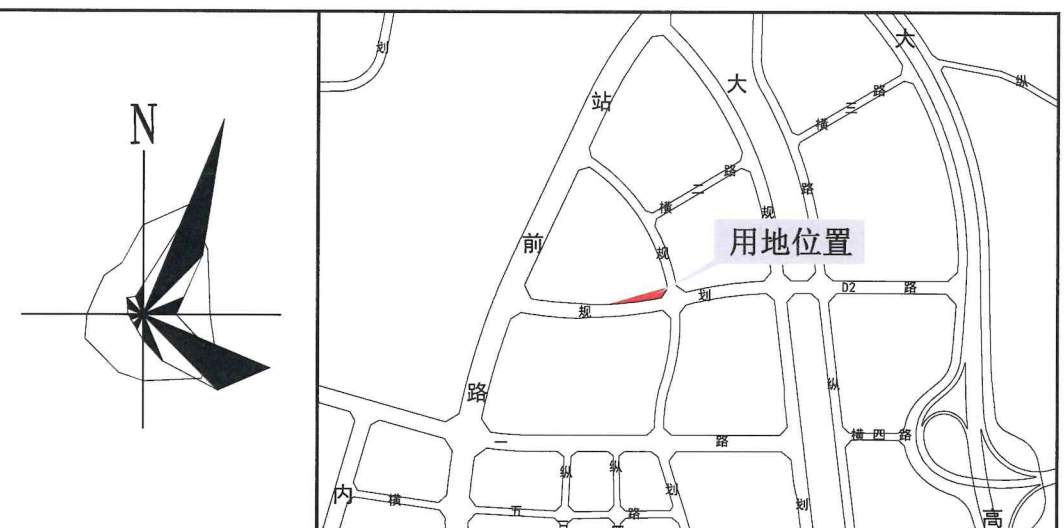 N
用地位置
站
前
路
大
大
划
纵
横三路
路
横二路
规
规
规
划
D2
路
纵
一
路
横四路
纵
纵
划
划
横
五
路
内
高